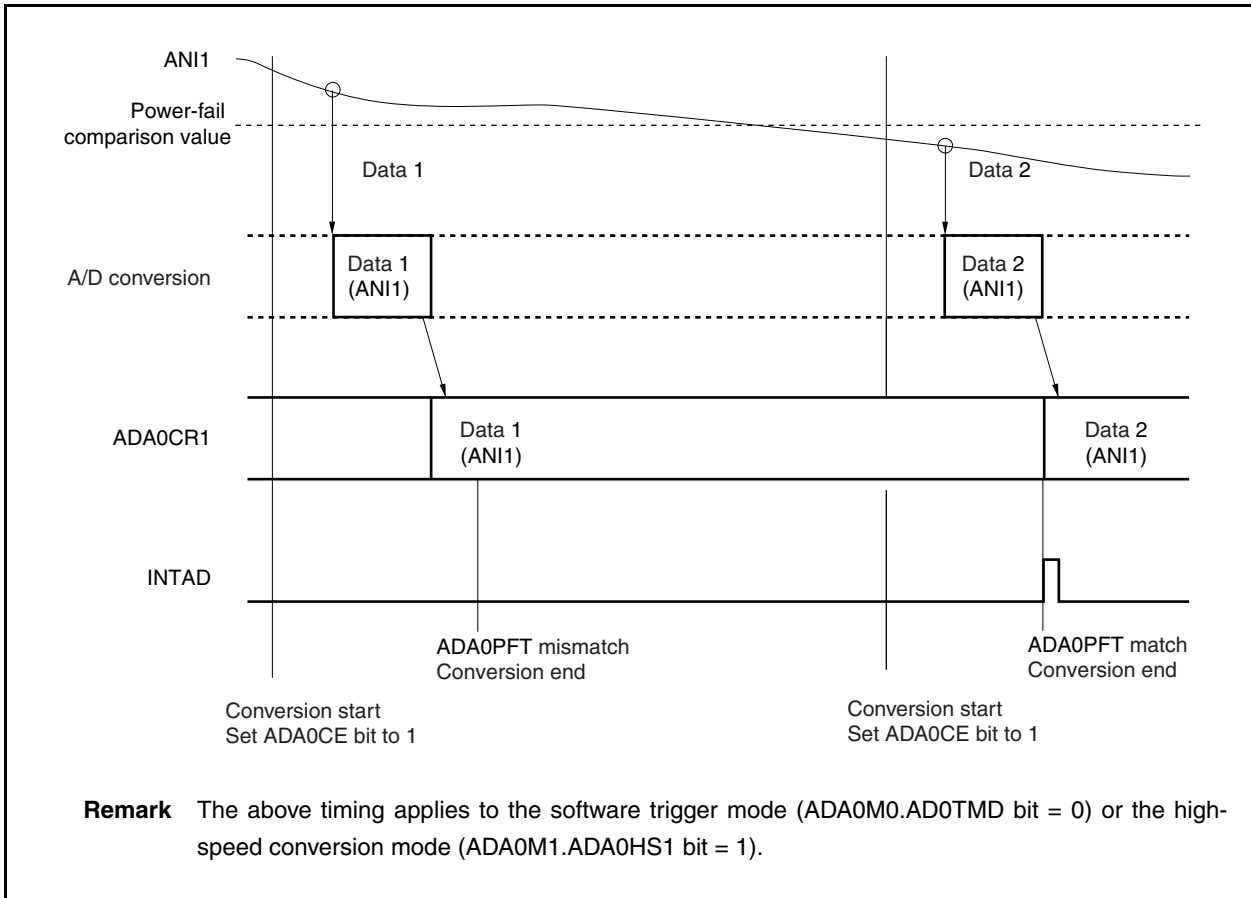 ANI1
Power-fail
comparison value
Data 1
Data 2
A/D conversion
Data 1
(ANI1)
Data 2
(ANI1)
ADA0CR1
Data 1
(ANI1)
Data 2
(ANI1)
INTAD
ADA0PFT mismatch
Conversion end
ADA0PFT match
Conversion end
Conversion start
Set ADA0CE bit to 1
Conversion start
Set ADA0CE bit to 1
Remark The above timing applies to the software trigger mode (ADA0M0.AD0TMD bit = 0) or the high-
speed conversion mode (ADA0M1.ADA0HS1 bit = 1).